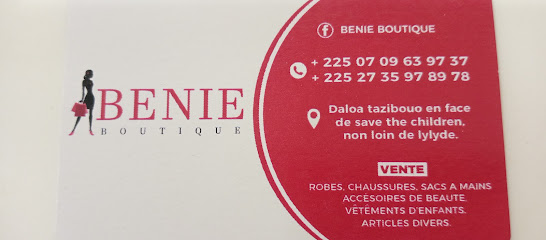 BENIE
BOUTIQUE
BENIE BOUTIQUE
+ 225 07 09 63 97 37
+ 225 27 35 97 89 78
Daloa tazibouo en face
de save the children,
non loin de lylyde.
VENTE
ROBES, CHAUSSURES, SACS A MAINS
ACCESOIRES DE BEAUTE.
VÊTEMENTS D'ENFANTS.
ARTICLES DIVERS.